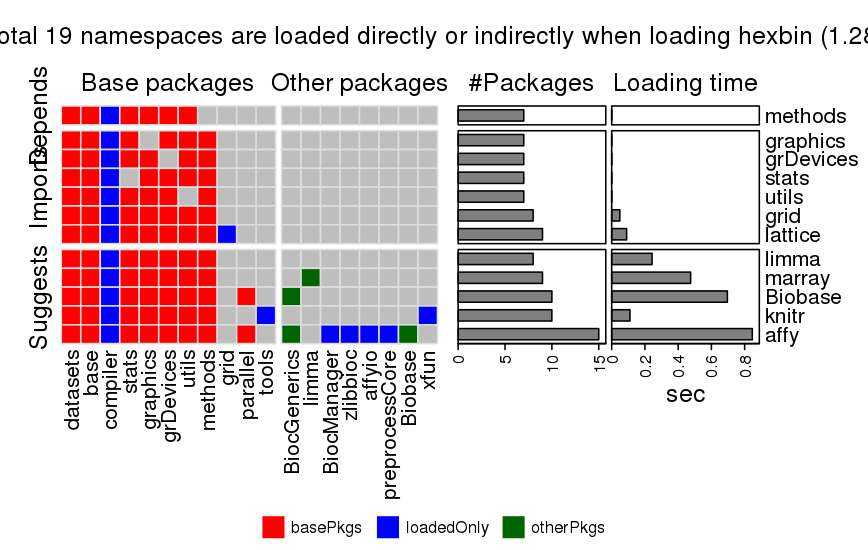 otal 19 namespaces are loaded directly or indirectly when loading hexbin (1.28
Base packages Other packages #Packages Loading time
Depends
Imports
Suggests
methods
graphics
grDevices
stats
utils
grid
lattice
limma
marray
Biobase
knitr
affy
datasets
base
compiler
stats
graphics
grDevices
utils
methods
grid
parallel
tools
BiocGenerics
limma
BiocManager
zlibbioc
affyio
preprocessCore
Biobase
xfun
0 5 10 15
0 0.2 0.4 0.6 0.8
sec
basePkgs loadedOnly otherPkgs